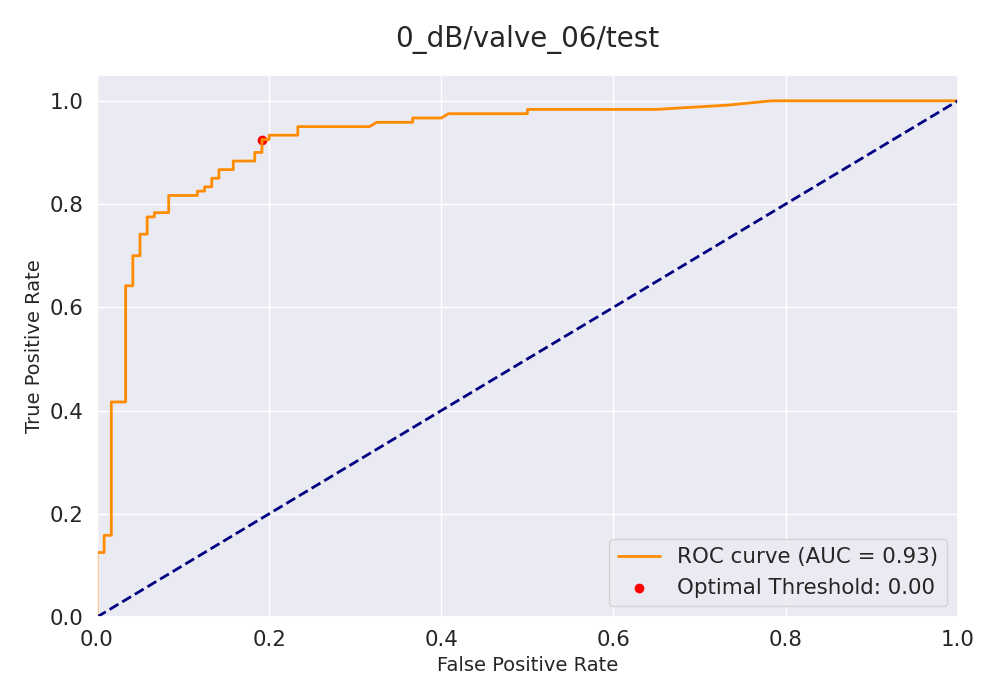 0_dB/valve_06/test
True Positive Rate
1.0
0.8
0.6
0.4
0.2
0.0
0.0 0.2 0.4 0.6 0.8 1.0
False Positive Rate
ROC curve (AUC = 0.93)
Optimal Threshold: 0.00